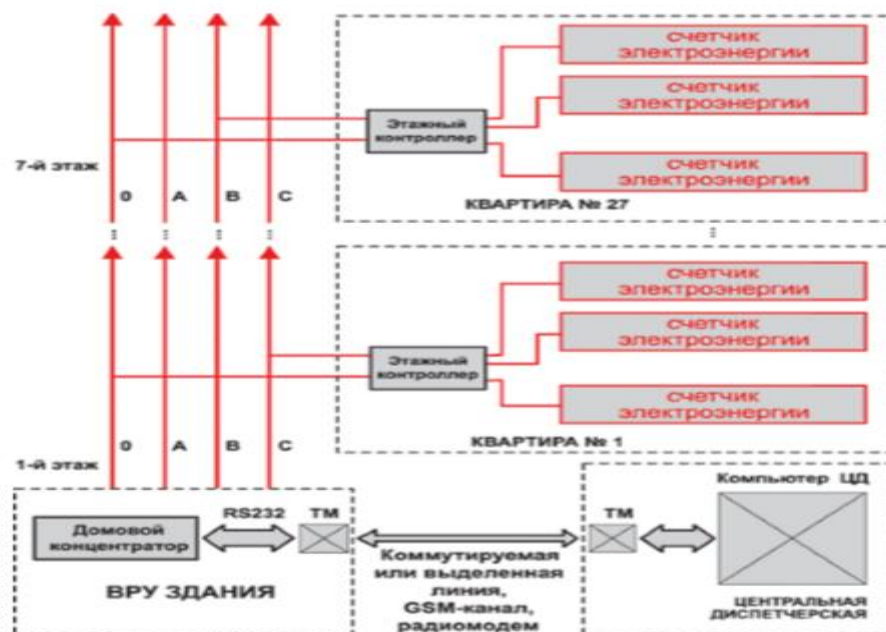 счетчик
электроэнергии
счетчик
электроэнергии
Этажный
контроллер
счетчик
электроэнергии
7-й этаж
0 A B C
КВАРТИРА № 27
счетчик
электроэнергии
счетчик
электроэнергии
Этажный
контроллер
счетчик
электроэнергии
0 A B C
КВАРТИРА № 1
1-й этаж
Компьютер ЦД
RS232 ТМ
ТМ
Домовой
концентратор
Коммутируемая
или выделенная
линия,
GSM-канал,
радиомодем
ВРУ ЗДАНИЯ
ЦЕНТРАЛЬНАЯ
ДИСПЕТЧЕРСКАЯ